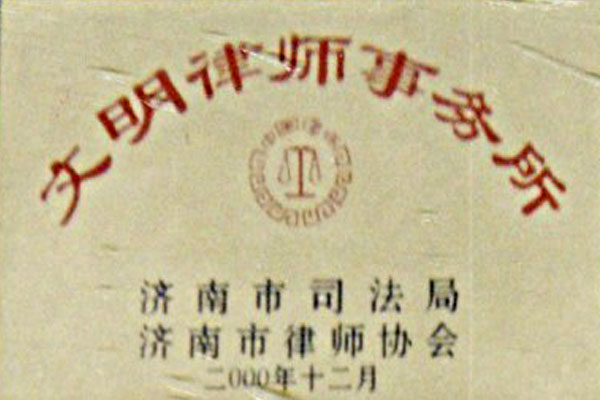 文明律师事务所
济南市司法局
济南市律师协会
二000年十二月